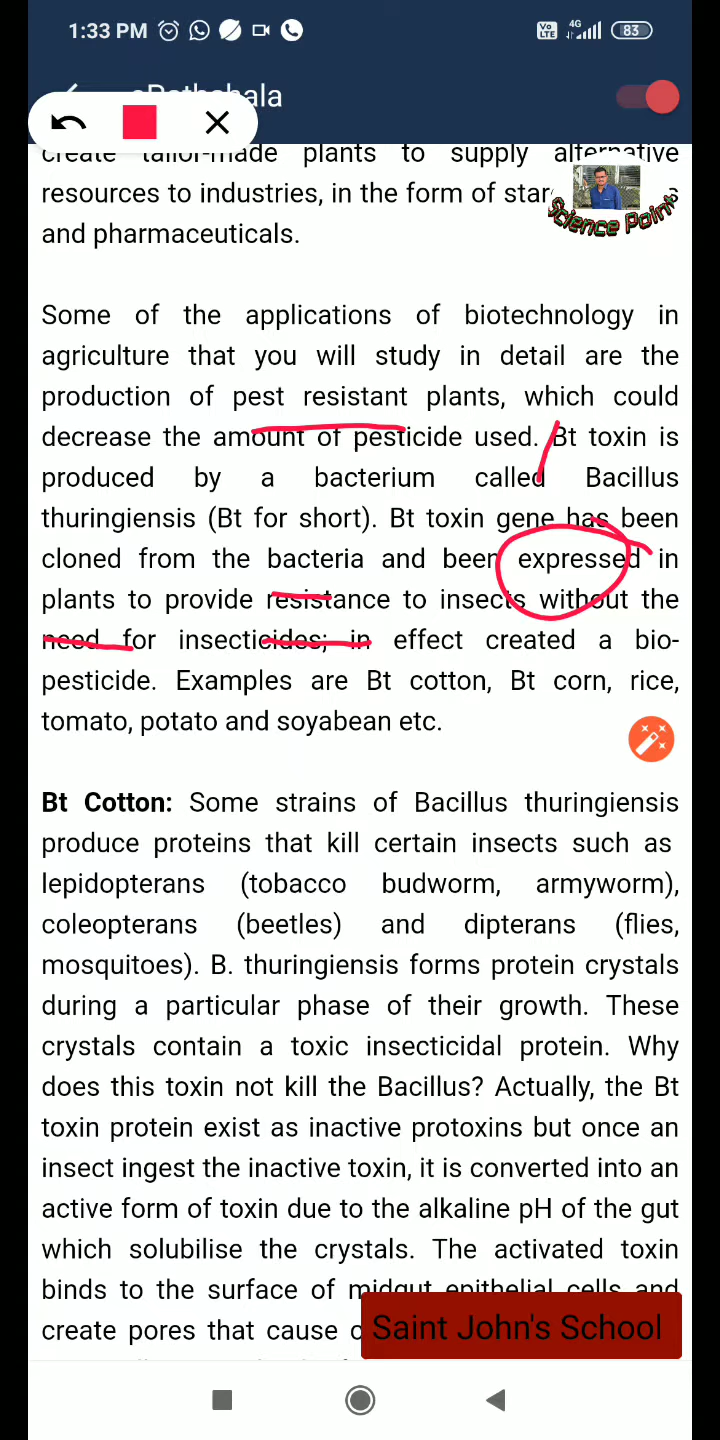 1:33 PM
Vo LTE 4G 83
ePathshala
create tailor-made plants to supply alternative
resources to industries, in the form of
and pharmaceuticals.
Science Point
Some of the applications of biotechnology in
agriculture that you will study in detail are the
production of pest resistant plants, which could
decrease the amount of pesticide used. Bt toxin is
produced by a bacterium called Bacillus
thuringiensis (Bt for short). Bt toxin gene has been
cloned from the bacteria and been expressed in
plants to provide resistance to insects without the
need for insecticides; in effect created a bio-
pesticide. Examples are Bt cotton, Bt corn, rice,
tomato, potato and soyabean etc.
Bt Cotton: Some strains of Bacillus thuringiensis
produce proteins that kill certain insects such as
lepidopterans (tobacco budworm, armyworm),
coleopterans (beetles) and dipterans (flies,
mosquitoes). B. thuringiensis forms protein crystals
during a particular phase of their growth. These
crystals contain a toxic insecticidal protein. Why
does this toxin not kill the Bacillus? Actually, the Bt
toxin protein exist as inactive protoxins but once an
insect ingest the inactive toxin, it is converted into an
active form of toxin due to the alkaline pH of the gut
which solubilise the crystals. The activated toxin
binds to the surface of midgut epithelial cells and
create pores that cause
Saint John's School